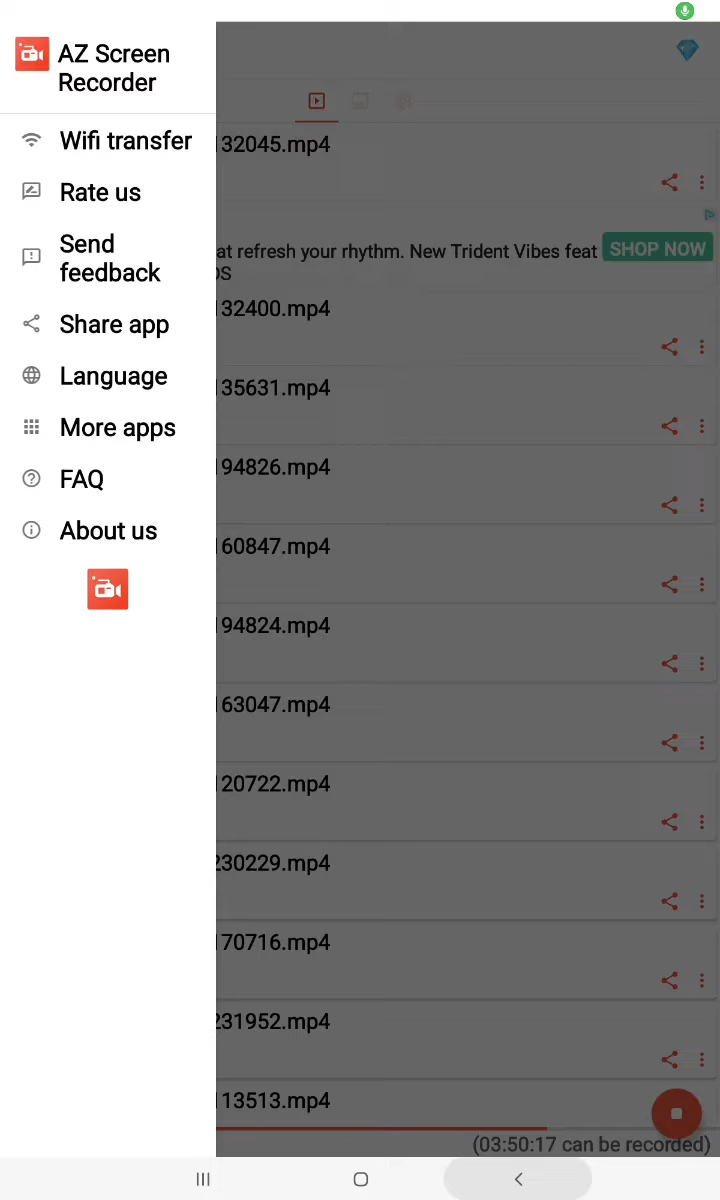 AZ Screen
Recorder
Wifi transfer
Rate us
Send
feedback
Share app
Language
More apps
FAQ
About us
132045.mp4
at refresh your rhythm. New Trident Vibes feat
SHOP NOW
132400.mp4
135631.mp4
194826.mp4
160847.mp4
194824.mp4
163047.mp4
120722.mp4
230229.mp4
170716.mp4
231952.mp4
113513.mp4
(03:50:17 can be recorded)